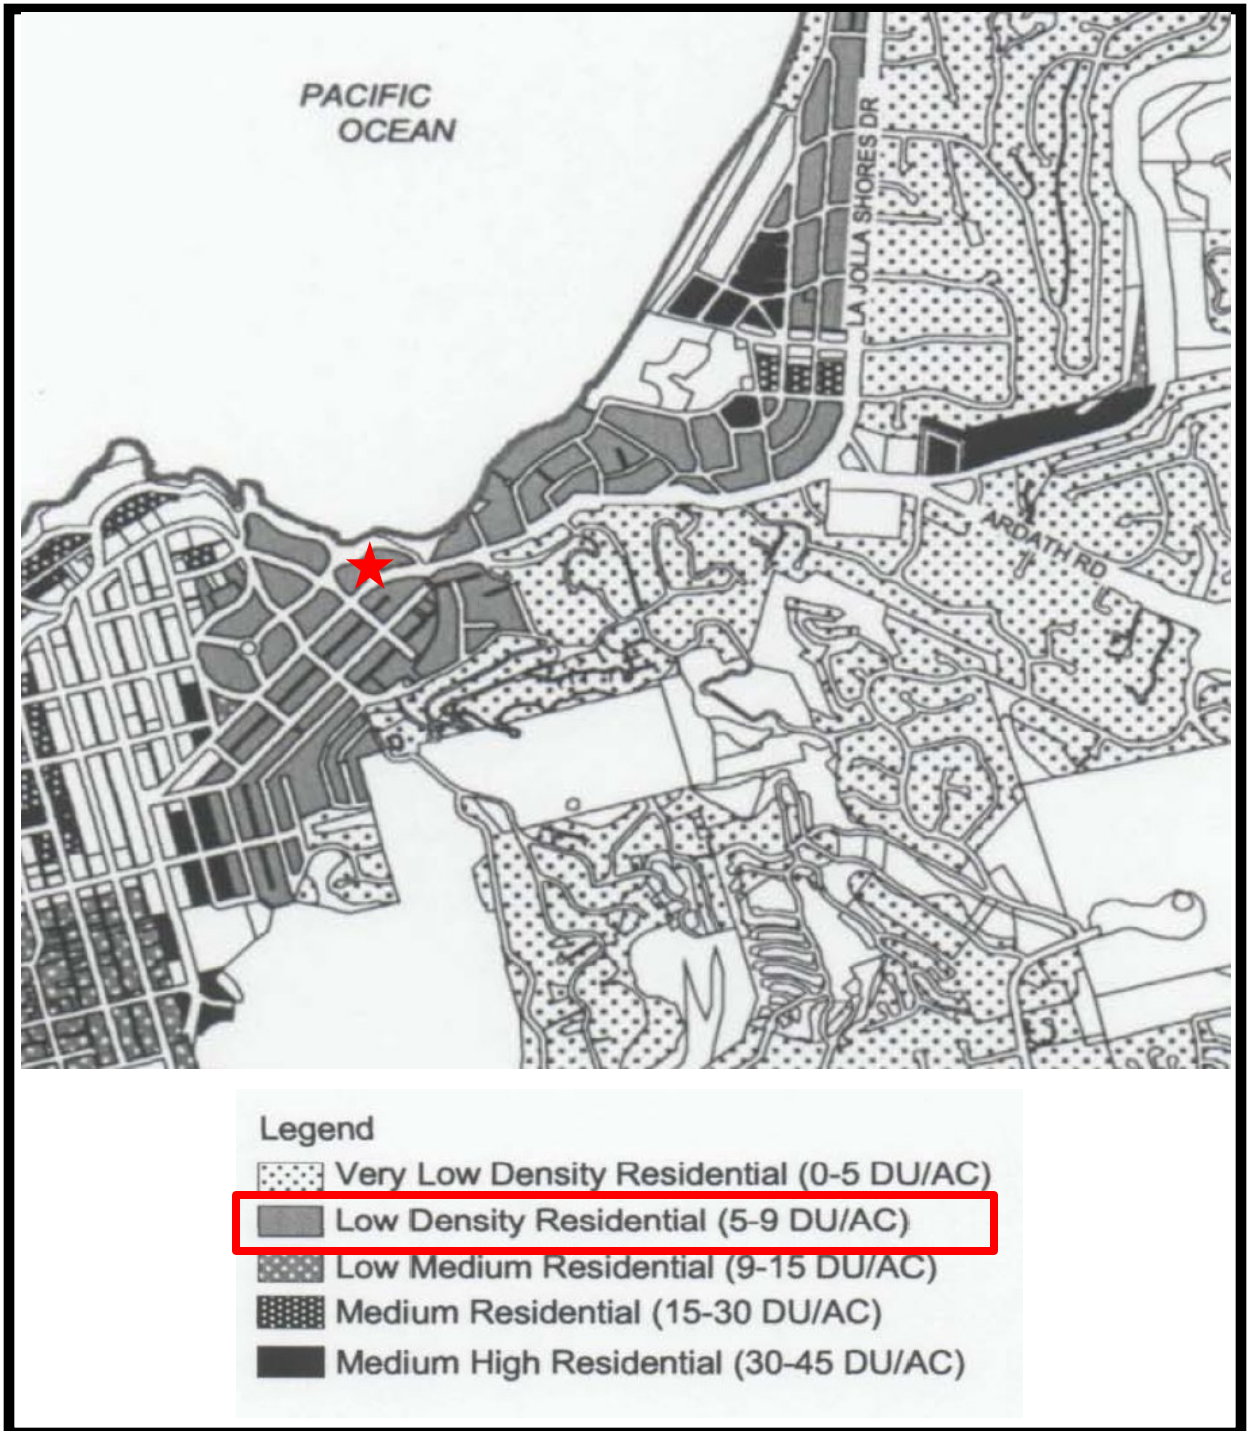 PACIFIC
OCEAN
LA JOLLA SHORES DR
ARDATH RD
Legend
Very Low Density Residential (0-5 DU/AC)
Low Density Residential (5-9 DU/AC)
Low Medium Residential (9-15 DU/AC)
Medium Residential (15-30 DU/AC)
Medium High Residential (30-45 DU/AC)